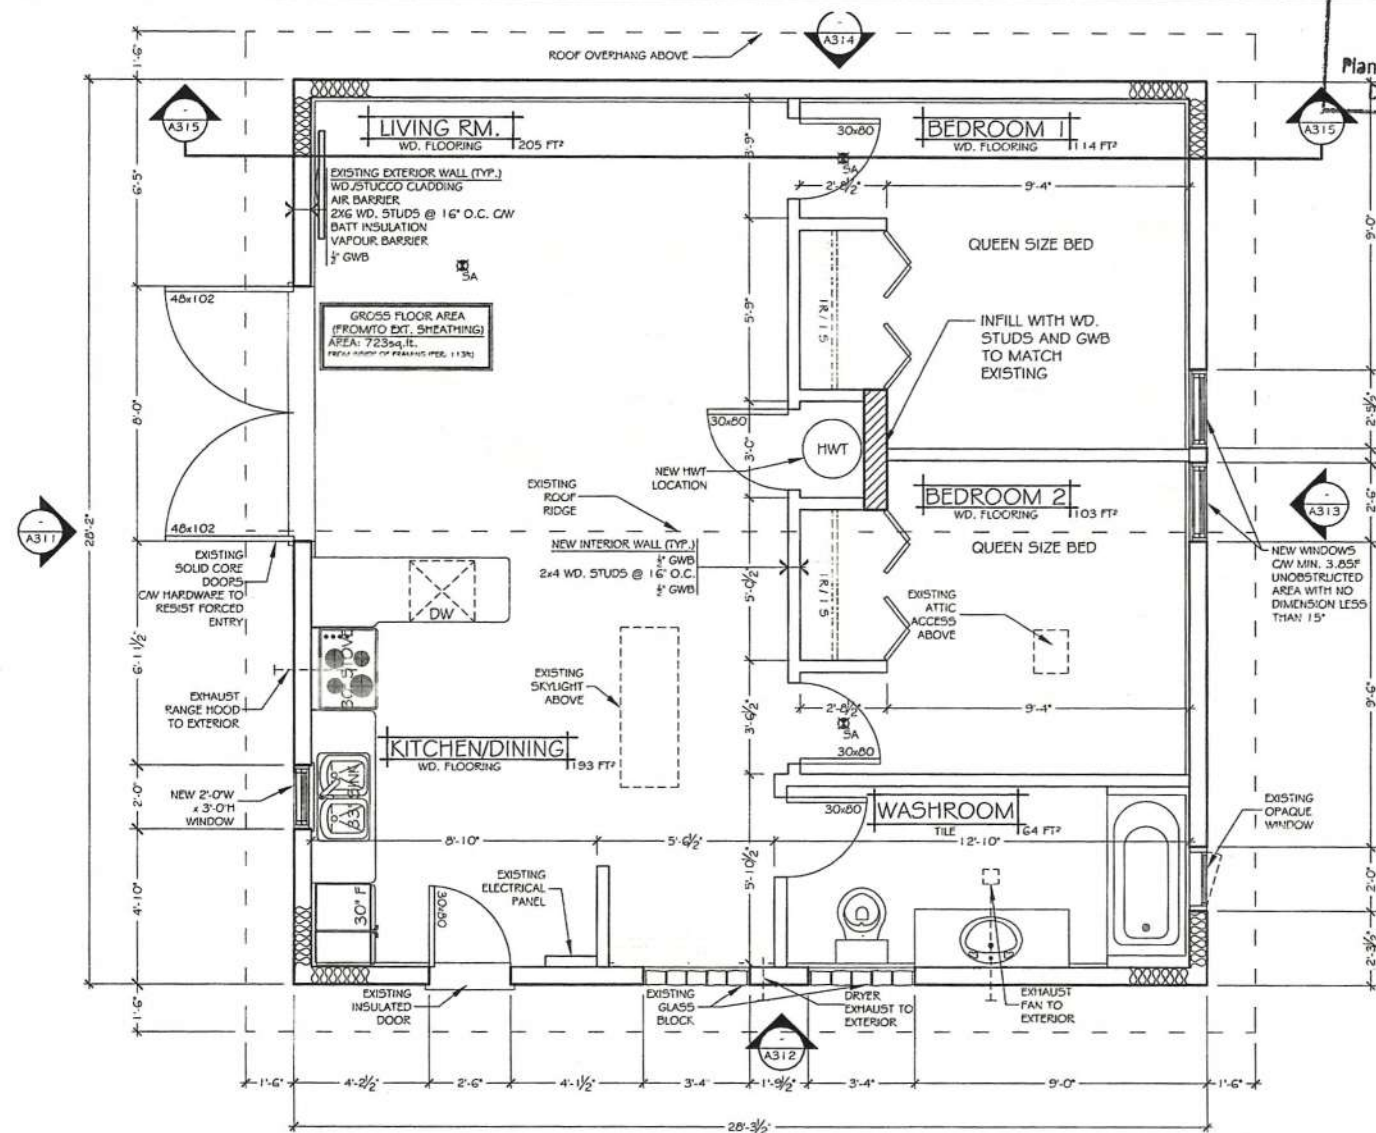 ROOF OVERHANG ABOVE
-
A314
Plan
-
A315
-
A315
1'-6"
LIVING RM.
WD. FLOORING
205 FT²
30x80
BEDROOM 1
WD. FLOORING
114 FT²
SA
EXISTING EXTERIOR WALL (TYP.)
WD./STUCCO CLADDING
AIR BARRIER
2X6 WD. STUDS @ 16" O.C. C/W
BATT INSULATION
VAPOUR BARRIER
½" GWB
SA
3'-9"
2'-8½"
9'-4"
6'-5"
9'-0"
QUEEN SIZE BED
48x102
GROSS FLOOR AREA
(FROM/TO EXT. SHEATHING)
AREA: 723sq.ft.
5'-9"
1R/1S
INFILL WITH WD.
STUDS AND GWB
TO MATCH
EXISTING
8'-0"
30x80
HWT
3'-0"
NEW HWT
LOCATION
2'-5½"
EXISTING
ROOF
RIDGE
BEDROOM 2
WD. FLOORING
103 FT²
-
A311
28'-2"
-
A313
48x102
NEW INTERIOR WALL (TYP.)
½" GWB
2x4 WD. STUDS @ 16" O.C.
½" GWB
QUEEN SIZE BED
EXISTING
SOLID CORE
DOORS
C/W HARDWARE TO
RESIST FORCED
ENTRY
NEW WINDOWS
C/W MIN. 3.85F
UNOBSTRUCTED
AREA WITH NO
DIMENSION LESS
THAN 15"
DW
5'-0½"
1R/1S
EXISTING
ATTIC
ACCESS
ABOVE
6'-1½"
30" STOVE
EXHAUST
RANGE HOOD
TO EXTERIOR
EXISTING
SKYLIGHT
ABOVE
3'-6½"
2'-8½"
9'-4"
SA
30x80
9'-9"
KITCHEN/DINING
WD. FLOORING
193 FT²
NEW 2'-0"W
x 3'-0"H
WINDOW
2'-0"
33" SINK
30x80
WASHROOM
TILE
64 FT²
EXISTING
OPAQUE
WINDOW
8'-10"
5'-6½"
12'-10"
5'-10½"
EXISTING
ELECTRICAL
PANEL
4'-10"
30" F
30x80
2'-0"
2'-3½"
EXISTING
INSULATED
DOOR
EXISTING
GLASS
BLOCK
DRYER
EXHAUST TO
EXTERIOR
EXHAUST
FAN TO
EXTERIOR
1'-6"
-
A312
1'-6"
4'-2½"
2'-6"
4'-1½"
3'-4"
1'-9½"
3'-4"
9'-0"
1'-6"
28'-3½"